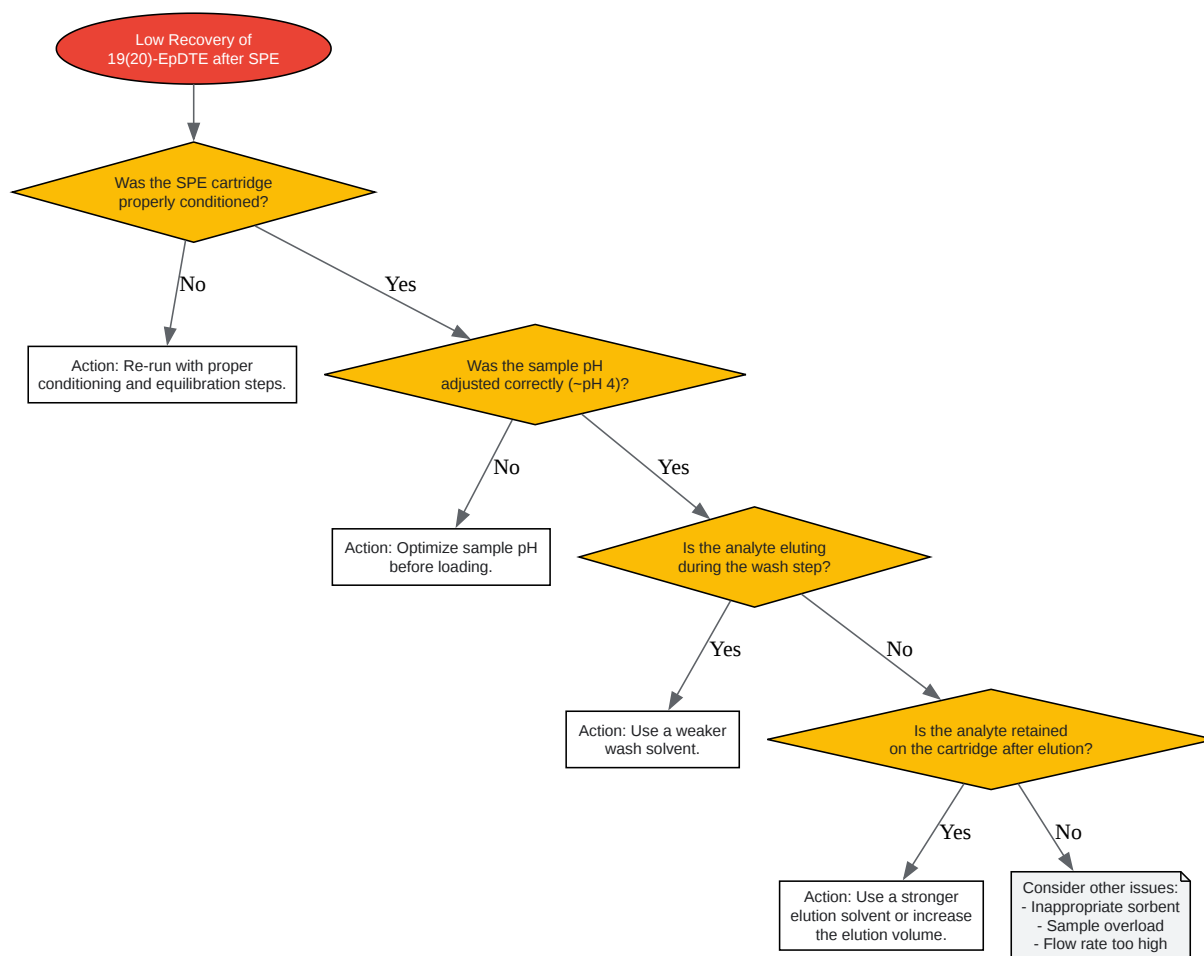 Low Recovery of
19(20)-EpDTE after SPE
Was the SPE cartridge
properly conditioned?
No
Yes
Action: Re-run with proper
conditioning and equilibration steps.
Was the sample pH
adjusted correctly (~pH 4)?
No
Yes
Action: Optimize sample pH
before loading.
Is the analyte eluting
during the wash step?
Yes
No
Action: Use a weaker
wash solvent.
Is the analyte retained
on the cartridge after elution?
Yes
No
Action: Use a stronger
elution solvent or increase
the elution volume.
Consider other issues:
- Inappropriate sorbent
- Sample overload
- Flow rate too high